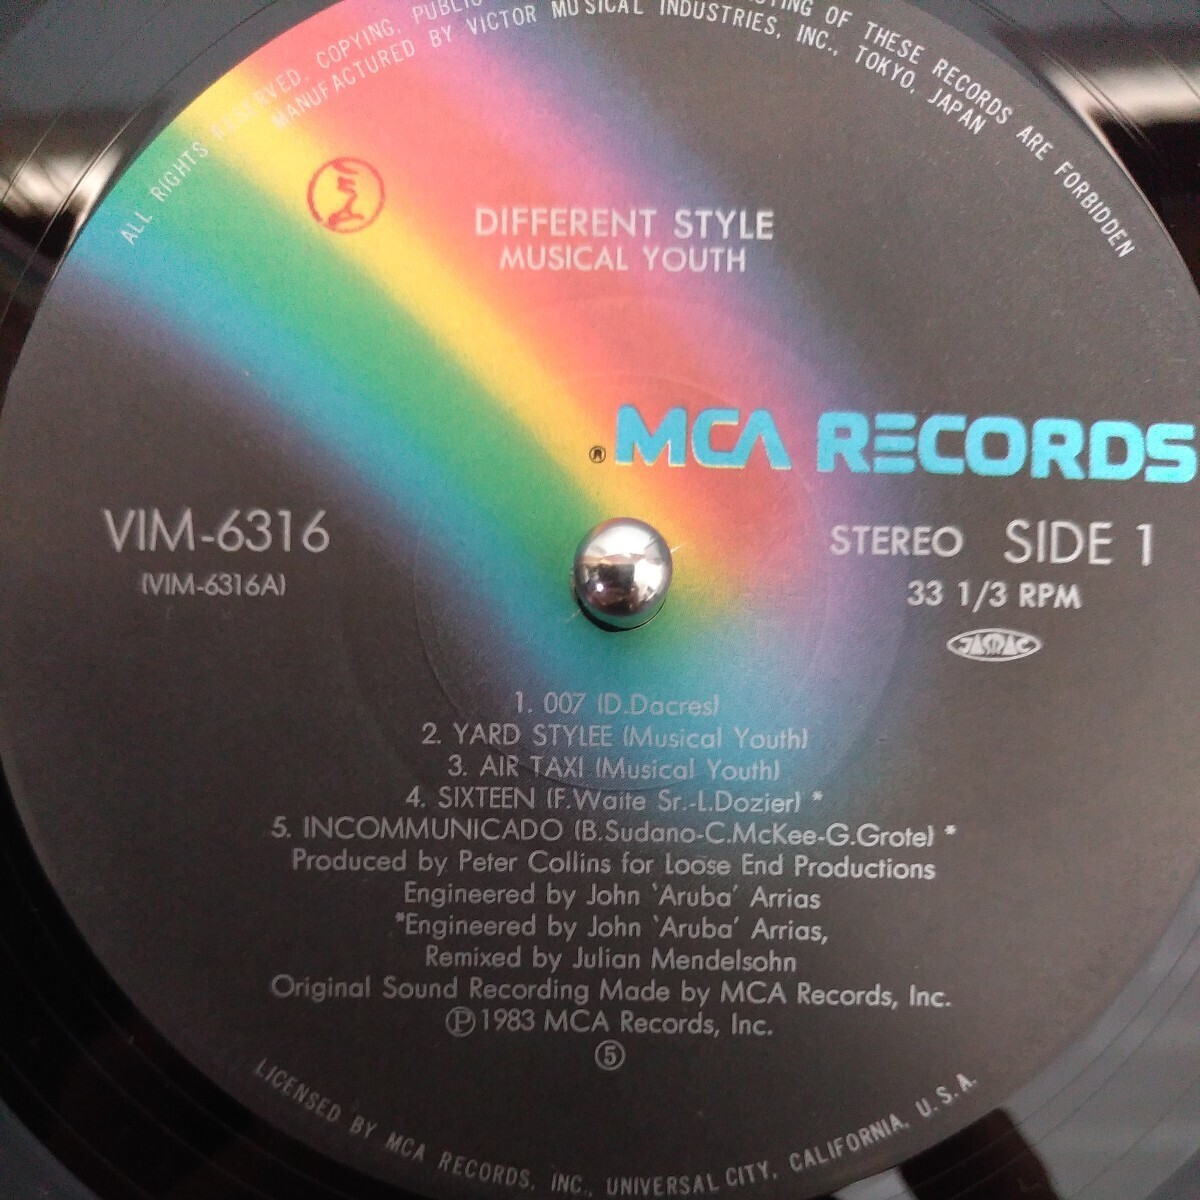 ALL RIGHTS RESERVED, COPYING, PUBLIC TING OF THESE RECORDS ARE FORBIDDEN
MANUFACTURED BY VICTOR MUSICAL INDUSTRIES, INC., TOKYO, JAPAN
DIFFERENT STYLE
MUSICAL YOUTH
® MCA RECORDS
VIM-6316
(VIM-6316A)
STEREO SIDE 1
33 1/3 RPM
JASRAC
1. 007 (D.Dacres)
2. YARD STYLEE (Musical Youth)
3. AIR TAXI (Musical Youth)
4. SIXTEEN (F.Waite Sr.-L.Dozier) *
5. INCOMMUNICADO (B.Sudano-C.McKee-G.Grote) *
Produced by Peter Collins for Loose End Productions
Engineered by John 'Aruba' Arrias
*Engineered by John 'Aruba' Arrias,
Remixed by Julian Mendelsohn
Original Sound Recording Made by MCA Records, Inc.
Ⓟ1983 MCA Records, Inc.
⑤
LICENSED BY MCA RECORDS, INC., UNIVERSAL CITY, CALIFORNIA, U.S.A.